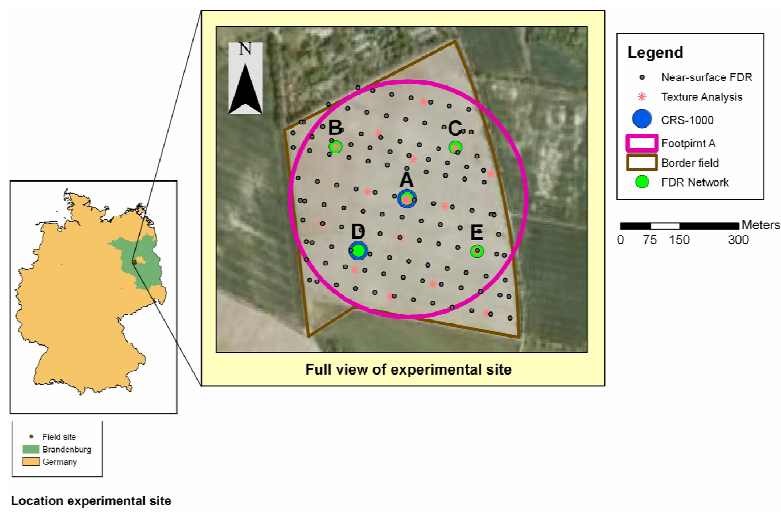 N
B
C
A
D
E
Full view of experimental site
Legend
Near-surface FDR
Texture Analysis
CRS-1000
Footpirnt A
Border field
FDR Network
Meters
0 75 150 300
Field site
Brandenburg
Germany
Location experimental site